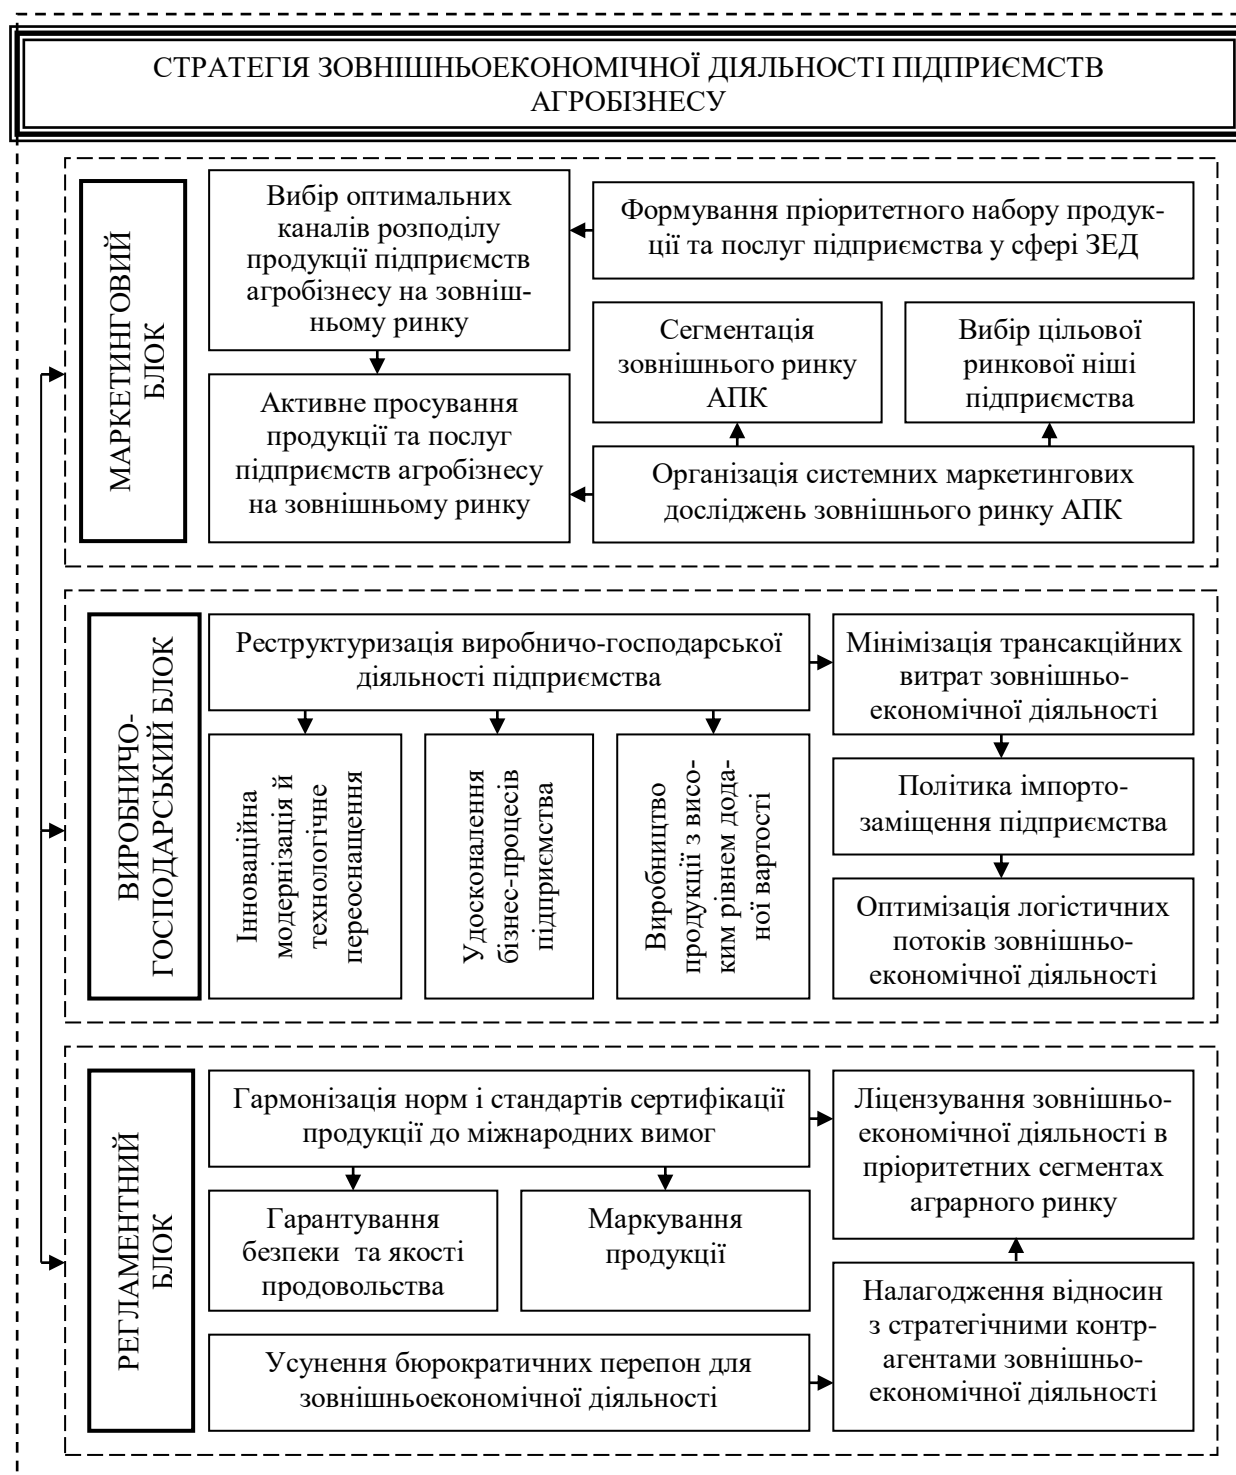 СТРАТЕГІЯ ЗОВНІШНЬОЕКОНОМІЧНОЇ ДІЯЛЬНОСТІ ПІДПРИЄМСТВ
АГРОБІЗНЕСУ
МАРКЕТИНГОВИЙ
БЛОК
Вибір оптимальних
каналів розподілу
продукції підприємств
агробізнесу на зовніш-
ньому ринку
Формування пріоритетного набору продук-
ції та послуг підприємства у сфері ЗЕД
Сегментація
зовнішнього ринку
АПК
Вибір цільової
ринкової ніші
підприємства
Активне просування
продукції та послуг
підприємств агробізнесу
на зовнішньому ринку
Організація системних маркетингових
досліджень зовнішнього ринку АПК
ВИРОБНИЧО-
ГОСПОДАРСЬКИЙ БЛОК
Реструктуризація виробничо-господарської
діяльності підприємства
Мінімізація трансакційних
витрат зовнішньо-
економічної діяльності
Інноваційна
модернізація й
технологічне
переоснащення
Удосконалення
бізнес-процесів
підприємства
Виробництво
продукції з висо-
ким рівнем дода-
ної вартості
Політика імпорто-
заміщення підприємства
Оптимізація логістичних
потоків зовнішньо-
економічної діяльності
РЕГЛАМЕНТНИЙ
БЛОК
Гармонізація норм і стандартів сертифікації
продукції до міжнародних вимог
Ліцензування зовнішньо-
економічної діяльності в
пріоритетних сегментах
аграрного ринку
Гарантування
безпеки та якості
продовольства
Маркування
продукції
Усунення бюрократичних перепон для
зовнішньоекономічної діяльності
Налагодження відносин
з стратегічними контр-
агентами зовнішньо-
економічної діяльності